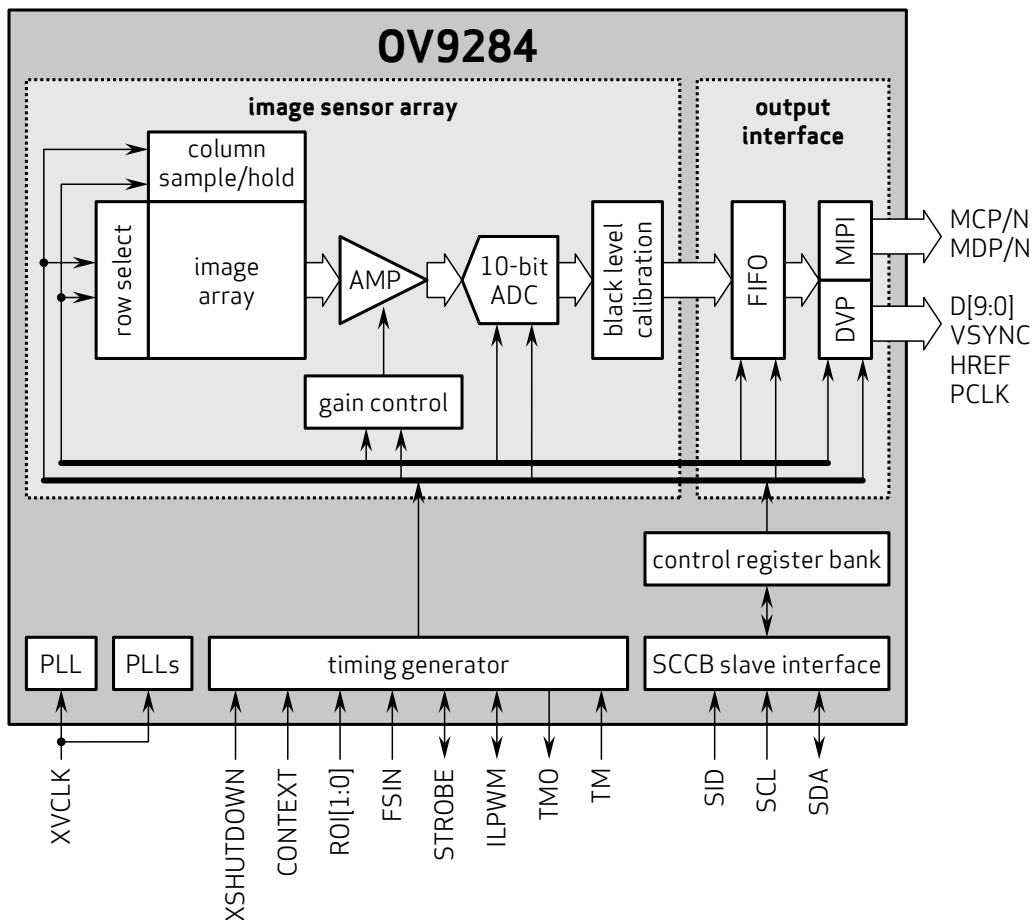 OV9284
image sensor array
output
interface
column
sample/hold
row select
image
array
AMP
10-bit
ADC
black level
calibration
FIFO
MIPI
DVP
MCP/N
MDP/N
D[9:0]
VSYNC
HREF
PCLK
gain control
control register bank
PLL
PLLs
timing generator
SCCB slave interface
XVCLK
XSHUTDOWN
CONTEXT
ROI[1:0]
FSIN
STROBE
ILPWM
TMO
TM
SID
SCL
SDA